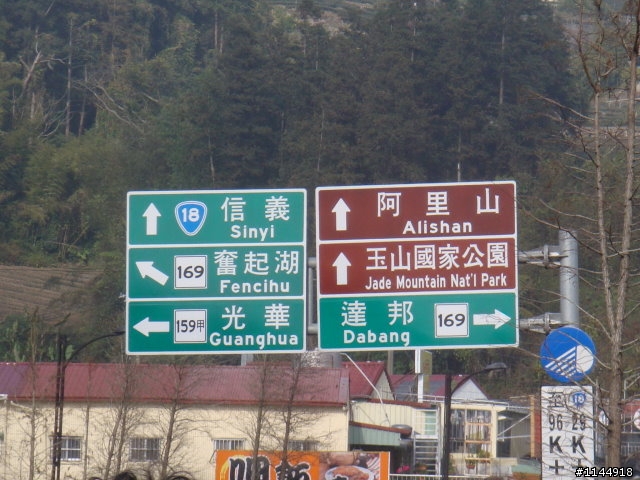 18 信義
Sinyi
169 奮起湖
Fencihu
159甲 光華
Guanghua
阿里山
Alishan
玉山國家公園
Jade Mountain Nat'l Park
達邦 169
Dabang
96 K+
18 29 K+
#1144918